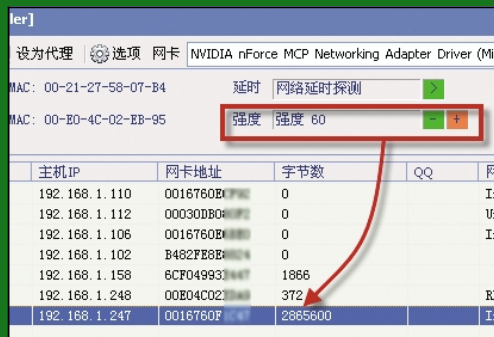 ler]
设为代理 选项 网卡 NVIDIA nForce MCP Networking Adapter Driver (Mi
MAC: 00-21-27-58-07-B4 延时 网络延时探测 >
MAC: 00-E0-4C-02-EB-95 强度 强度 60 - +
主机IP 网卡地址 字节数 QQ
192.168.1.110 0016760E 0
192.168.1.112 00030DB0 0
192.168.1.106 0016760E 0
192.168.1.102 B482FE8E 0
192.168.1.158 6CF04993 1866
192.168.1.248 00E04C02 372
192.168.1.247 0016760F 2865600